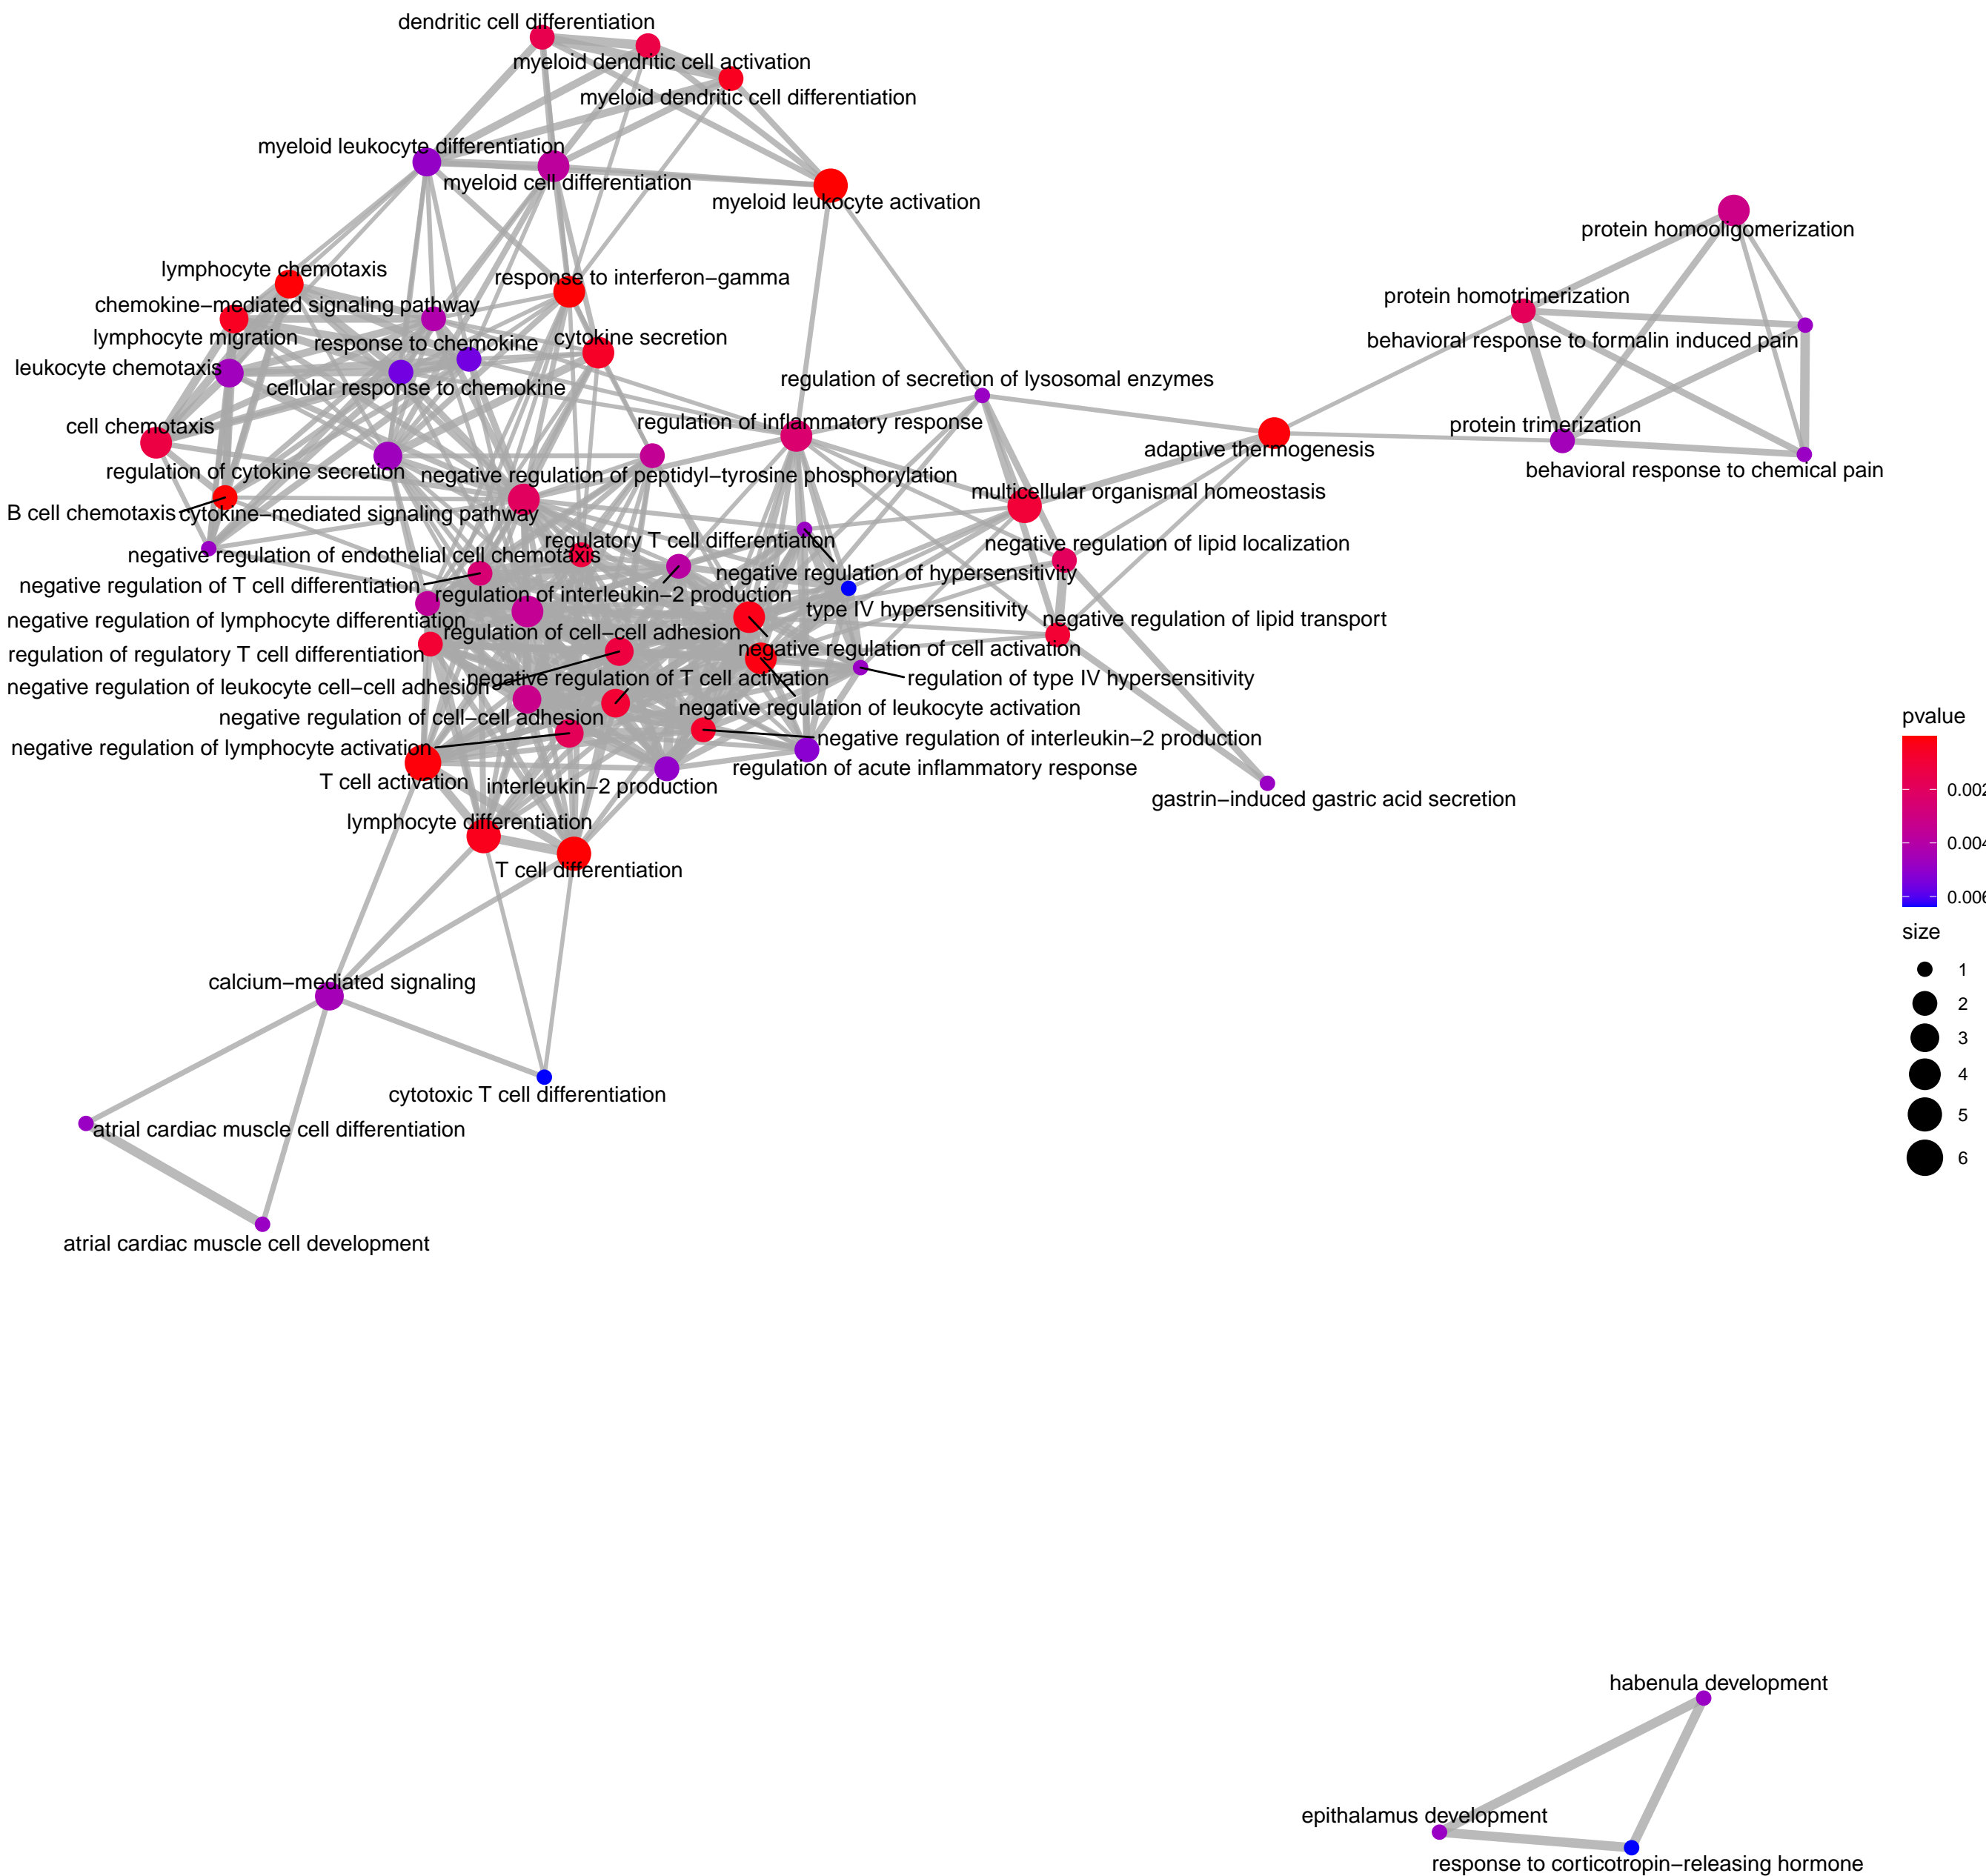 dendritic cell differentiation
myeloid dendritic cell activation
myeloid dendritic cell differentiation
myeloid leukocyte differentiation
myeloid cell differentiation
myeloid leukocyte activation
protein homooligomerization
lymphocyte chemotaxis
response to interferon−gamma
protein homotrimerization
chemokine−mediated signaling pathway
lymphocyte migration
response to chemokine
cytokine secretion
behavioral response to formalin induced pain
leukocyte chemotaxis
cellular response to chemokine
regulation of secretion of lysosomal enzymes
cell chemotaxis
regulation of inflammatory response
protein trimerization
adaptive thermogenesis
regulation of cytokine secretion
negative regulation of peptidyl−tyrosine phosphorylation
behavioral response to chemical pain
multicellular organismal homeostasis
B cell chemotaxis
cytokine−mediated signaling pathway
regulatory T cell differentiation
negative regulation of lipid localization
negative regulation of endothelial cell chemotaxis
negative regulation of hypersensitivity
negative regulation of T cell differentiation
regulation of interleukin−2 production
type IV hypersensitivity
negative regulation of lymphocyte differentiation
negative regulation of lipid transport
regulation of cell−cell adhesion
negative regulation of cell activation
regulation of regulatory T cell differentiation
negative regulation of T cell activation
regulation of type IV hypersensitivity
negative regulation of leukocyte cell−cell adhesion
negative regulation of leukocyte activation
negative regulation of cell−cell adhesion
negative regulation of interleukin−2 production
negative regulation of lymphocyte activation
regulation of acute inflammatory response
T cell activation
interleukin−2 production
gastrin−induced gastric acid secretion
lymphocyte differentiation
T cell differentiation
calcium−mediated signaling
cytotoxic T cell differentiation
atrial cardiac muscle cell differentiation
atrial cardiac muscle cell development
habenula development
epithalamus development
response to corticotropin−releasing hormone
pvalue
0.002
0.004
0.006
size
1
2
3
4
5
6